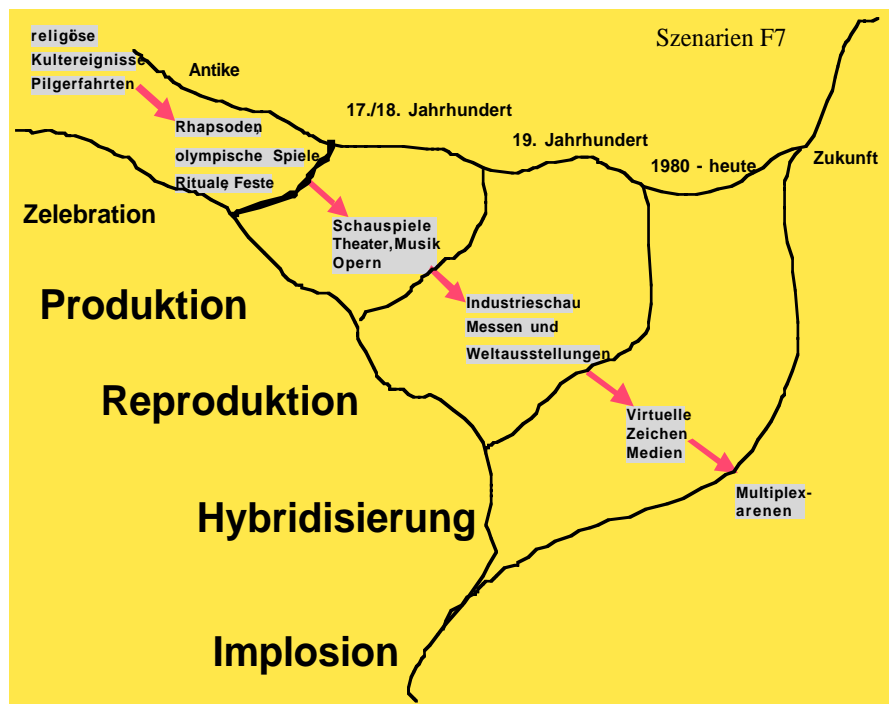 Szenarien F7
religöse
Kultereignisse
Pilgerfahrten
Antike
Rhapsoden,
olympische Spiele
Rituale, Feste
17./18. Jahrhundert
19. Jahrhundert
1980 - heute
Zukunft
Zelebration
Schauspiele
Theater, Musik
Opern
Produktion
Industrieschau
Messen und
Weltausstellungen
Reproduktion
Virtuelle
Zeichen
Medien
Multiplex-
arenen
Hybridisierung
Implosion